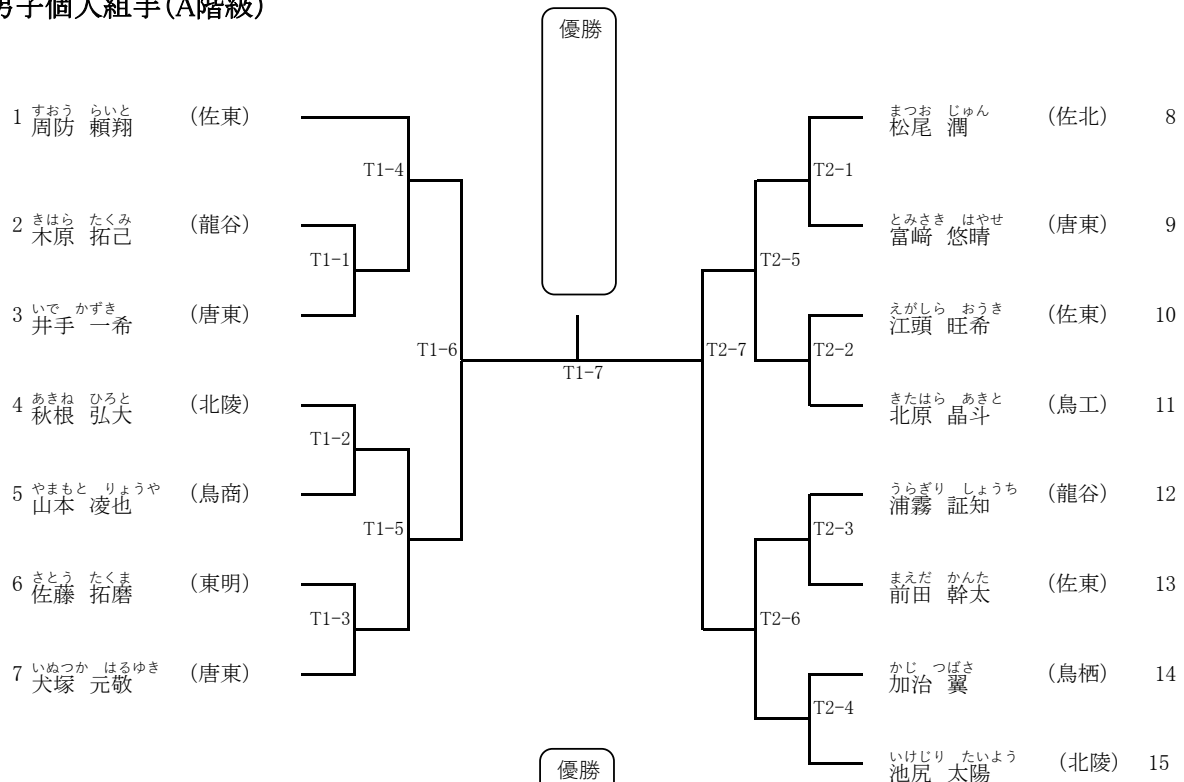 男子個人組手(A階級)
優勝
1 すおう らいと 周防 頼翔 (佐東)
2 きはら たくみ 木原 拓己 (龍谷)
3 いで かずき 井手 一希 (唐東)
4 あきね ひろと 秋根 弘大 (北陵)
5 やまもと りょうや 山本 凌也 (鳥商)
6 さとう たくま 佐藤 拓磨 (東明)
7 いぬつか はるゆき 犬塚 元敬 (唐東)
T1-4
T1-1
T1-6
T1-2
T1-5
T1-3
T1-7
まつお じゅん 松尾 潤 (佐北) 8
とみさき はやせ 富﨑 悠晴 (唐東) 9
えがしら おうき 江頭 旺希 (佐東) 10
きたはら あきと 北原 晶斗 (鳥工) 11
うらぎり しょうち 浦霧 証知 (龍谷) 12
まえだ かんた 前田 幹太 (佐東) 13
かじ つばさ 加治 翼 (鳥栖) 14
いけじり たいよう 池尻 太陽 (北陵) 15
T2-1
T2-5
T2-7
T2-2
T2-3
T2-6
T2-4
優勝